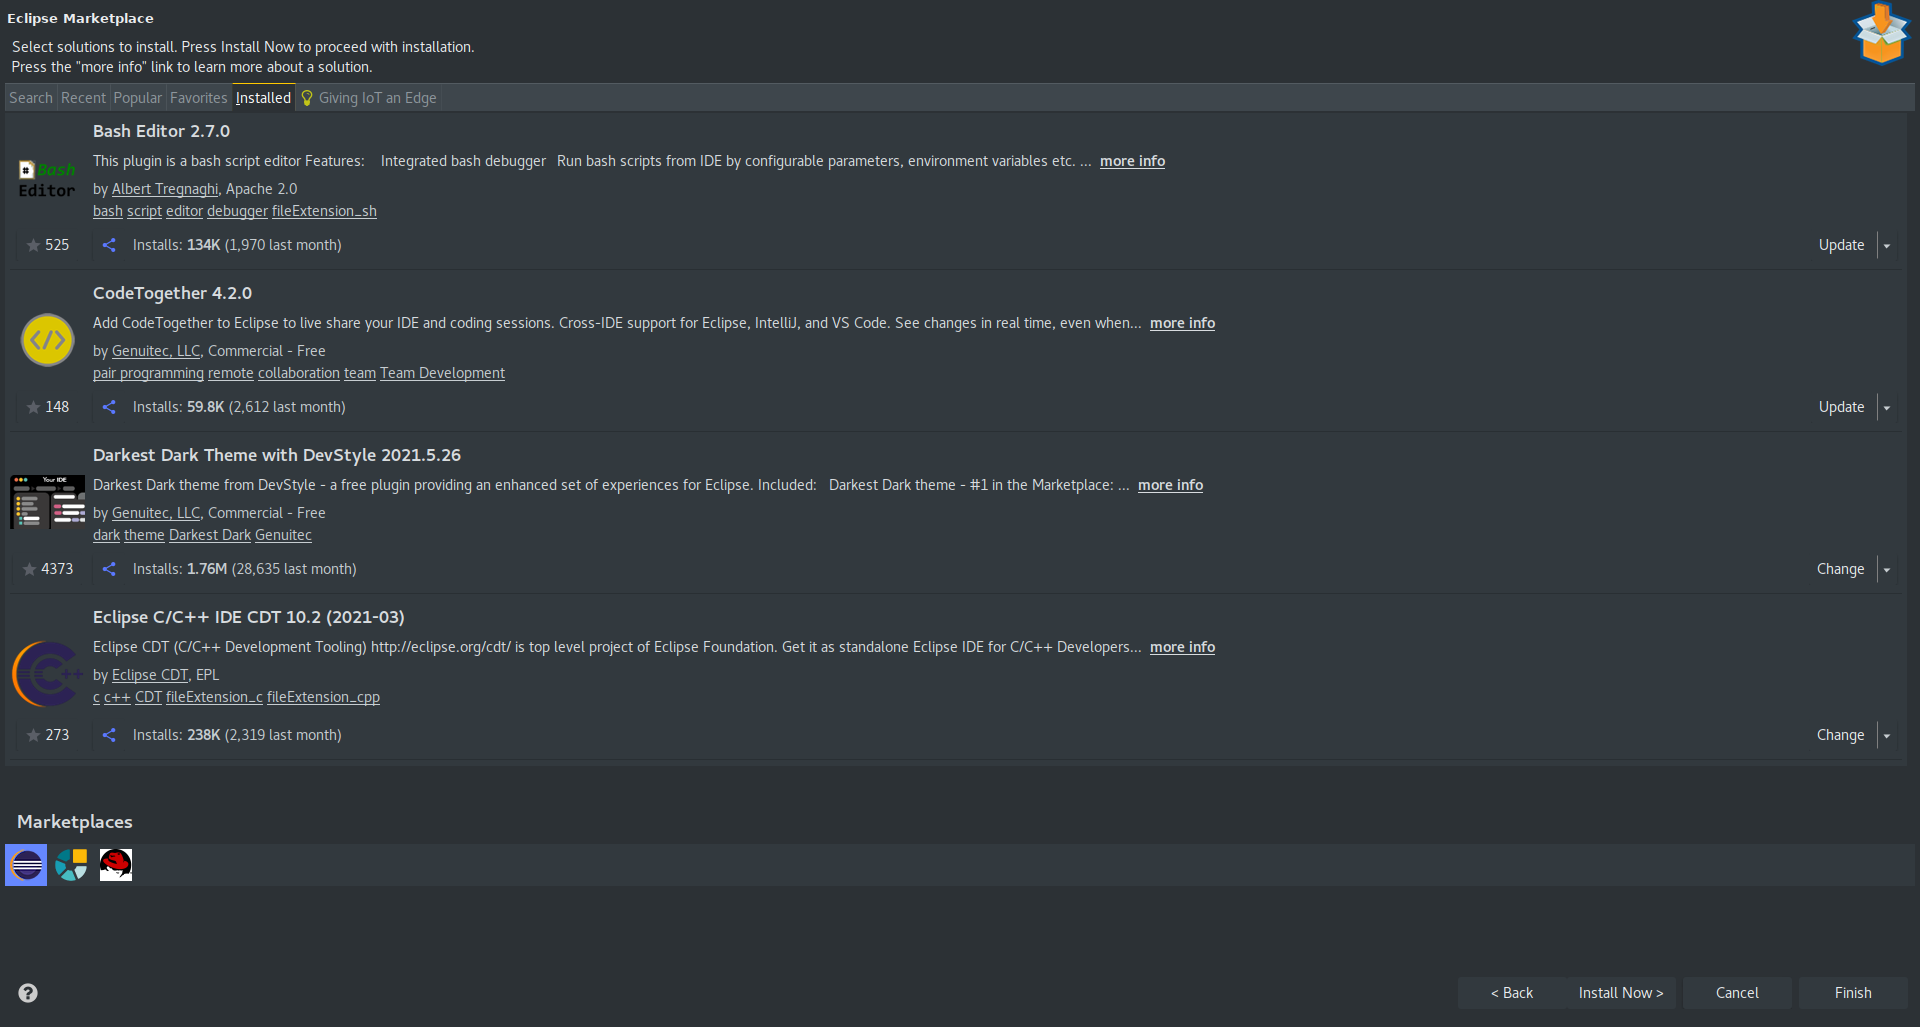 Eclipse Marketplace
Select solutions to install. Press Install Now to proceed with installation.
Press the "more info" link to learn more about a solution.
Search Recent Popular Favorites Installed Giving IoT an Edge
Bash Editor 2.7.0
This plugin is a bash script editor Features: Integrated bash debugger Run bash scripts from IDE by configurable parameters, environment variables etc. ... more info
# Bash
Editor
by Albert Tregnaghi, Apache 2.0
bash script editor debugger fileExtension_sh
525 Installs: 134K (1,970 last month) Update
CodeTogether 4.2.0
Add CodeTogether to Eclipse to live share your IDE and coding sessions. Cross-IDE support for Eclipse, IntelliJ, and VS Code. See changes in real time, even when... more info
</>
by Genuitec, LLC, Commercial - Free
pair programming remote collaboration team Team Development
148 Installs: 59.8K (2,612 last month) Update
Darkest Dark Theme with DevStyle 2021.5.26
Your IDE
Darkest Dark theme from DevStyle - a free plugin providing an enhanced set of experiences for Eclipse. Included: Darkest Dark theme - #1 in the Marketplace: ... more info
by Genuitec, LLC, Commercial - Free
dark theme Darkest Dark Genuitec
4373 Installs: 1.76M (28,635 last month) Change
Eclipse C/C++ IDE CDT 10.2 (2021-03)
Eclipse CDT (C/C++ Development Tooling) http://eclipse.org/cdt/ is top level project of Eclipse Foundation. Get it as standalone Eclipse IDE for C/C++ Developers... more info
C++
by Eclipse CDT, EPL
c c++ CDT fileExtension_c fileExtension_cpp
273 Installs: 238K (2,319 last month) Change
Marketplaces
? < Back Install Now > Cancel Finish